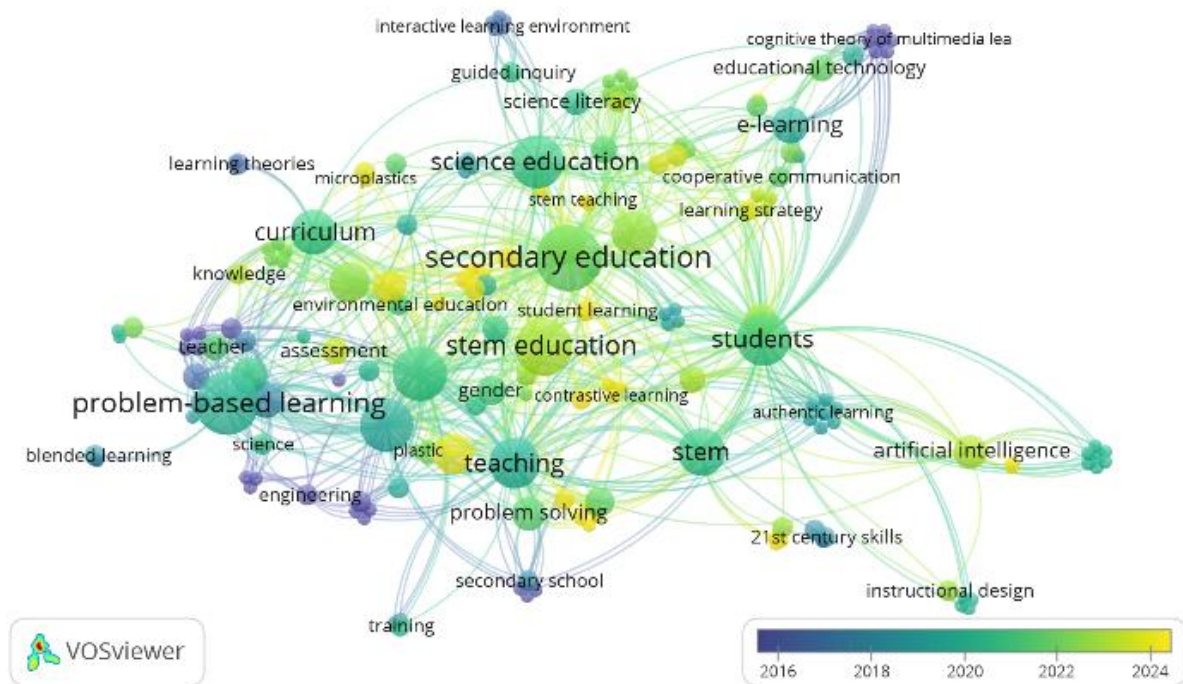 interactive learning environment
cognitive theory of multimedia lea
guided inquiry
educational technology
science literacy
e-learning
learning theories
science education
microplastics
cooperative communication
stem teaching
learning strategy
curriculum
secondary education
knowledge
environmental education
student learning
students
teacher
assessment
stem education
gender
contrastive learning
problem-based learning
authentic learning
science
plastic
stem
artificial intelligence
blended learning
teaching
engineering
problem solving
21st century skills
secondary school
instructional design
training
VOSviewer
2016 2018 2020 2022 2024